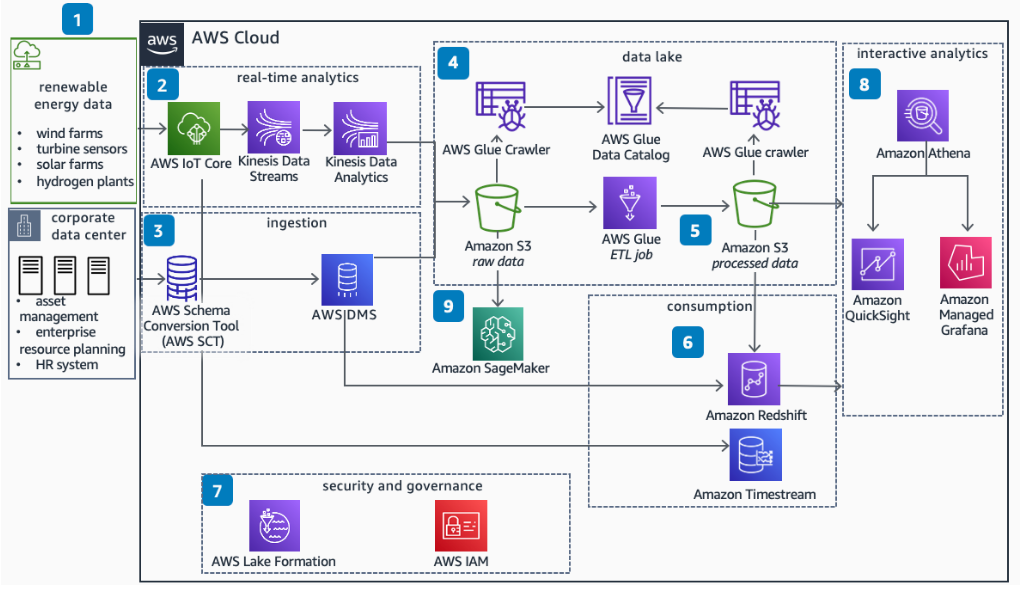 1
aws
AWS Cloud
renewable
energy data
• wind farms
• turbine sensors
• solar farms
• hydrogen plants
2
real-time analytics
AWS IoT Core
Kinesis Data
Streams
Kinesis Data
Analytics
corporate
data center
• asset
management
• enterprise
resource planning
• HR system
3
ingestion
AWS Schema
Conversion Tool
(AWS SCT)
AWS DMS
4
data lake
AWS Glue Crawler
AWS Glue
Data Catalog
AWS Glue crawler
Amazon S3
raw data
AWS Glue
ETL job
5
Amazon S3
processed data
9
Amazon SageMaker
consumption
6
Amazon Redshift
Amazon Timestream
interactive analytics
8
Amazon Athena
Amazon
QuickSight
Amazon
Managed
Grafana
7
security and governance
AWS Lake Formation
AWS IAM